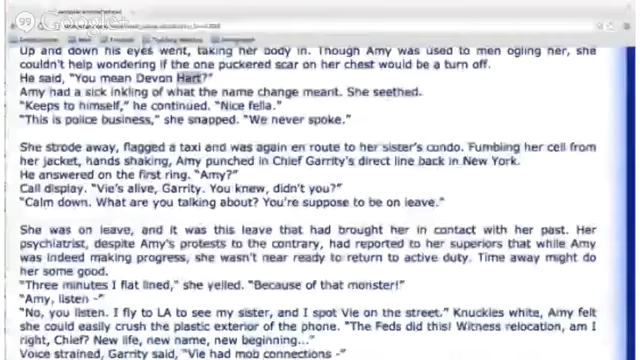 Google+
Up and down his eyes went, taking her body in. Though Amy was used to men ogling her, she
couldn't help wondering if the one puckered scar on her chest would be a turn off.
He said, "You mean Devon Hart?"
Amy had a sick inkling of what the name change meant. She seethed.
"Keeps to himself," he continued. "Nice fella."
"This is police business," she snapped. "We never spoke."
She strode away, flagged a taxi and was again en route to her sister's condo. Fumbling her cell from
her jacket, hands shaking, Amy punched in Chief Garrity's direct line back in New York.
He answered on the first ring. "Amy?"
Call display. "Vie's alive, Garrity. You knew, didn't you?"
"Calm down. What are you talking about? You're suppose to be on leave."
She was on leave, and it was this leave that had brought her in contact with her past. Her
psychiatrist, despite Amy's protests to the contrary, had reported to her superiors that while Amy
was indeed making progress, she wasn't near ready to return to active duty. Time away might do
her some good.
"Three minutes I flat lined," she yelled. "Because of that monster!"
"Amy, listen -"
"No, you listen. I fly to LA to see my sister, and I spot Vie on the street." Knuckles white, Amy felt
she could easily crush the plastic exterior of the phone. "The Feds did this! Witness relocation, am I
right, Chief? New life, new name, new beginning..."
Voice strained, Garrity said, "Vie had mob connections -"